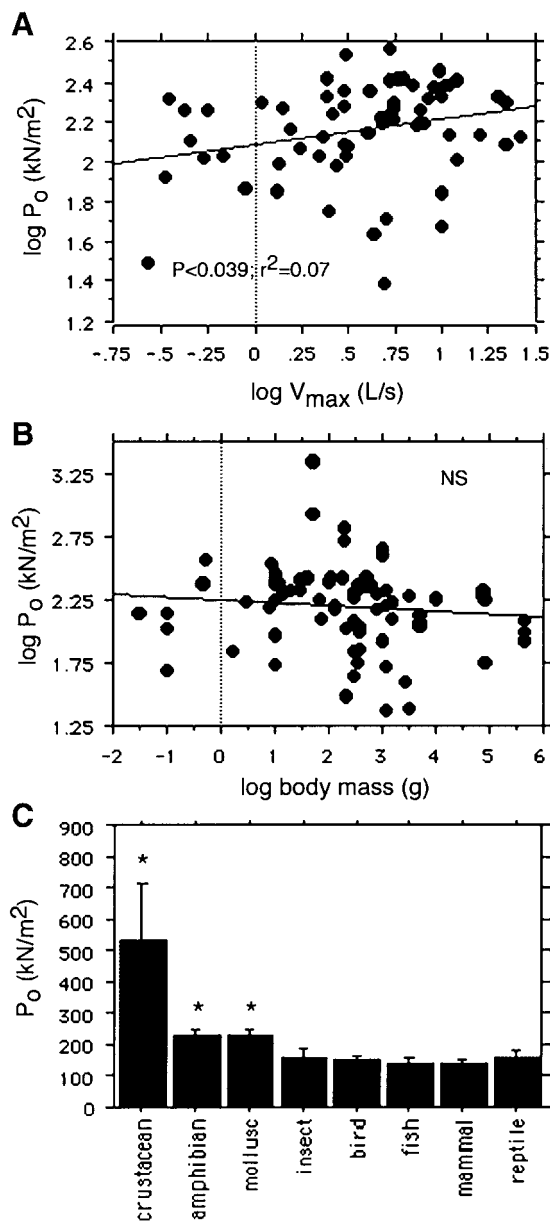 A
2.6
2.4
2.2
2
1.8
1.6
1.4
1.2
log Po (kN/m2)
P<0.039; r2=0.07
-.75 -.5 -.25 0 .25 .5 .75 1 1.25 1.5
log Vmax (L/s)
B
NS
3.25
2.75
2.25
1.75
1.25
log Po (kN/m2)
-2 -1 0 1 2 3 4 5 6
log body mass (g)
C
900
800
700
600
500
400
300
200
100
0
Po (kN/m2)
* * *
crustacean
amphibian
mollusc
insect
bird
fish
mammal
reptile